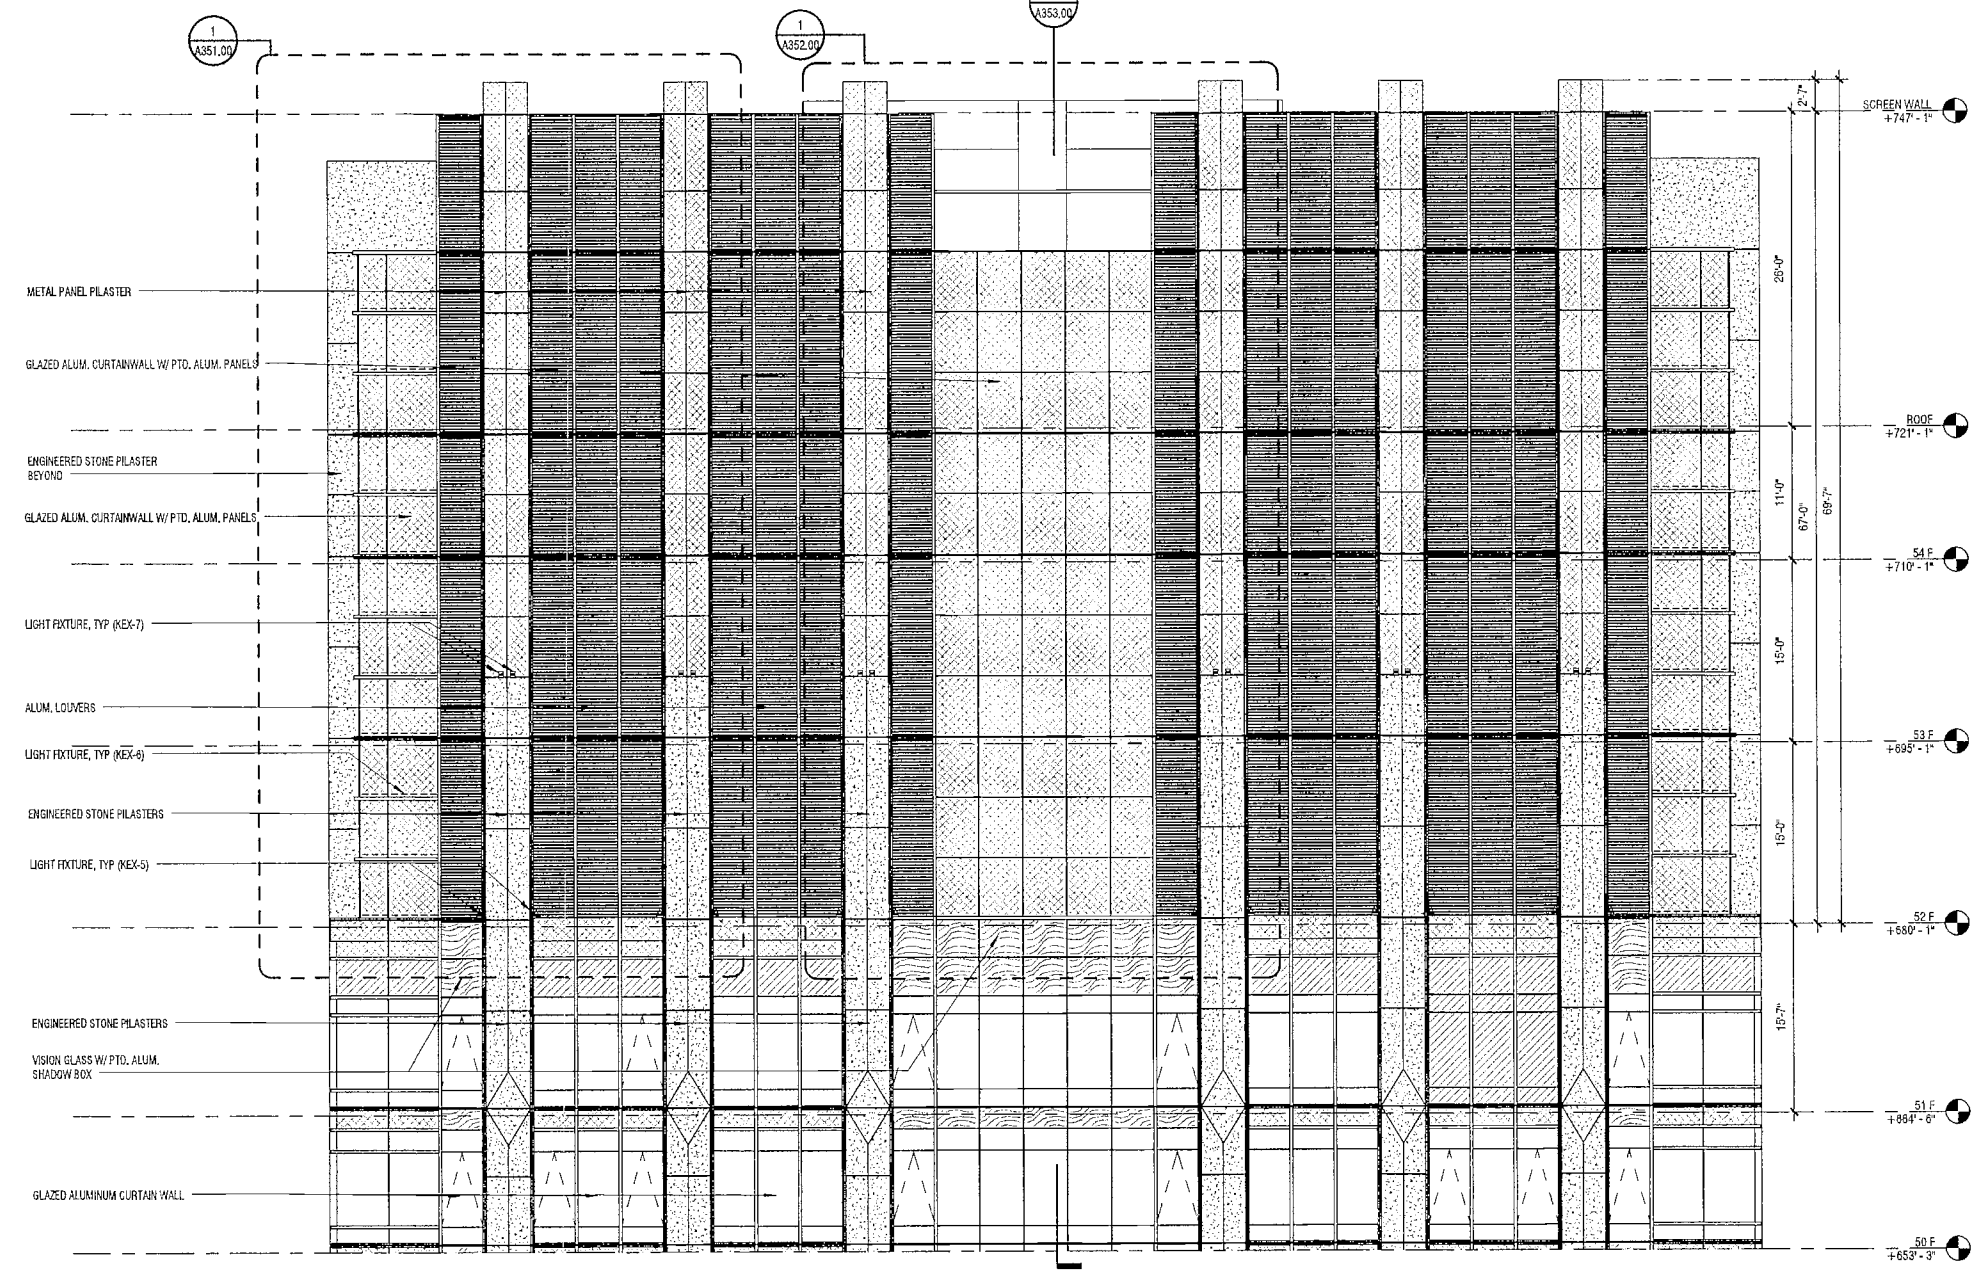 1
A351.00
1
A352.00
A353.00
METAL PANEL PILASTER
GLAZED ALUM. CURTAINWALL W/ PTD. ALUM. PANELS
ENGINEERED STONE PILASTER
BEYOND
GLAZED ALUM. CURTAINWALL W/ PTD. ALUM. PANELS
LIGHT FIXTURE, TYP (KEX-7)
ALUM. LOUVERS
LIGHT FIXTURE, TYP (KEX-6)
ENGINEERED STONE PILASTERS
LIGHT FIXTURE, TYP (KEX-5)
ENGINEERED STONE PILASTERS
VISION GLASS W/ PTD. ALUM.
SHADOW BOX
GLAZED ALUMINUM CURTAIN WALL
2'-7"
26'-0"
11'-0"
67'-0"
69'-7"
15'-0"
15'-0"
15'-7"
SCREEN WALL
+747' - 1"
ROOF
+721' - 1"
54 F
+710' - 1"
53 F
+695' - 1"
52 F
+680' - 1"
51 F
+664' - 6"
50 F
+653' - 3"